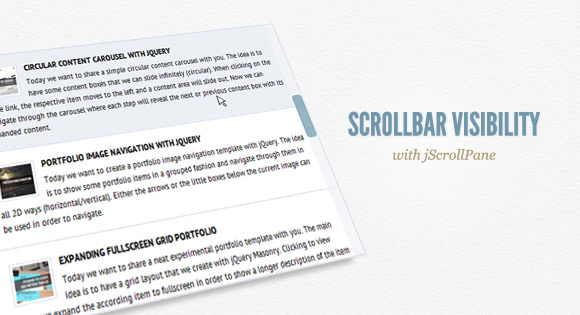 CIRCULAR CONTENT CAROUSEL WITH JQUERY
Today we want to share a simple circular content carousel with you. The idea is to
have some content boxes that we can slide infinitely (circular). When clicking on the
e link, the respective item moves to the left and a content area will slide out. Now we can
igate through the carousel where each step will reveal the next or previous content box with its
anded content.
PORTFOLIO IMAGE NAVIGATION WITH JQUERY
Today we want to create a portfolio image navigation template with jQuery. The idea
is to show some portfolio items in a grouped fashion and navigate through them in
all 2D ways (horizontal/vertical). Either the arrows or the little boxes below the current image can
be used in order to navigate.
EXPANDING FULLSCREEN GRID PORTFOLIO
Today we want to share a neat experimental portfolio template with you. The main
idea is to have a grid layout that we create with jQuery Masonry. Clicking to view
expand the according item to fullscreen in order to show a longer description of the item
SCROLLBAR VISIBILITY
with jScrollPane